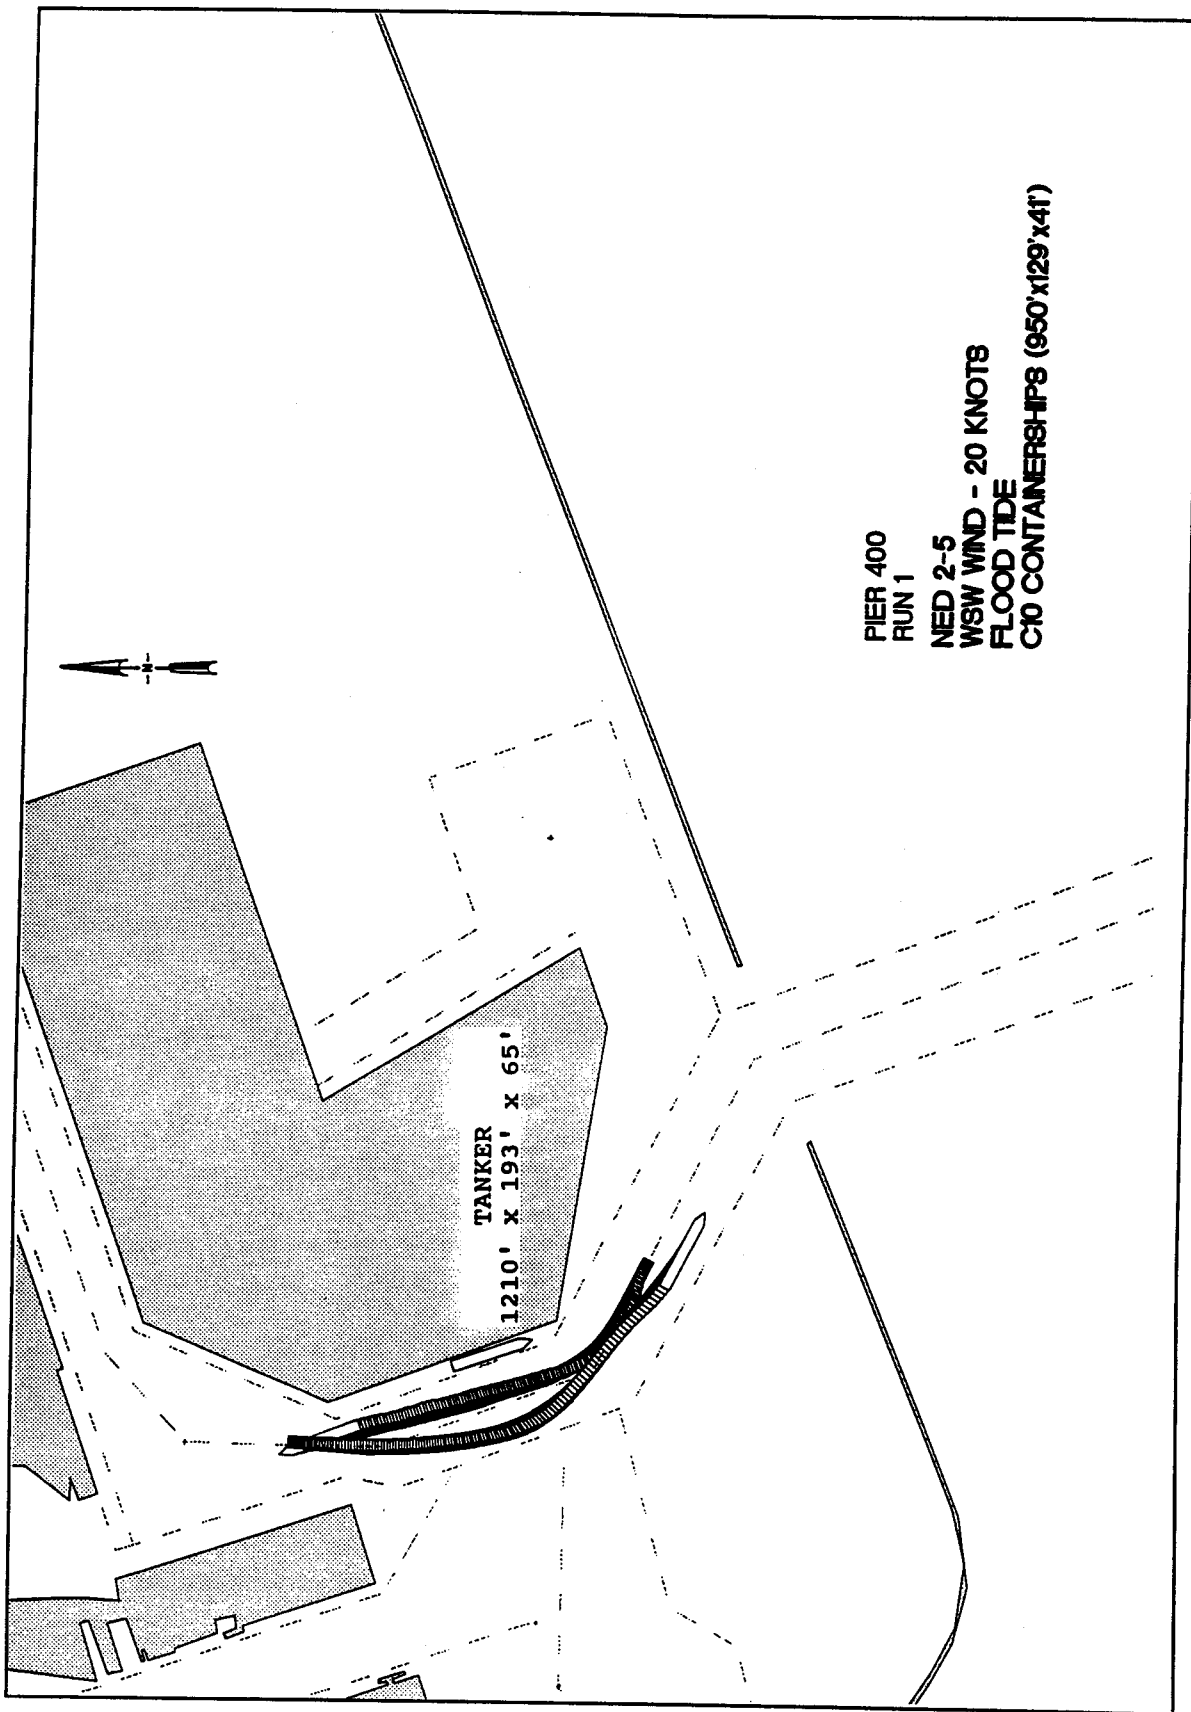 -N-
TANKER
1210' x 193' x 65'
PIER 400
RUN 1
NED 2-5
WSW WIND - 20 KNOTS
FLOOD TIDE
C10 CONTAINERSHIPS (950'x129'x41')